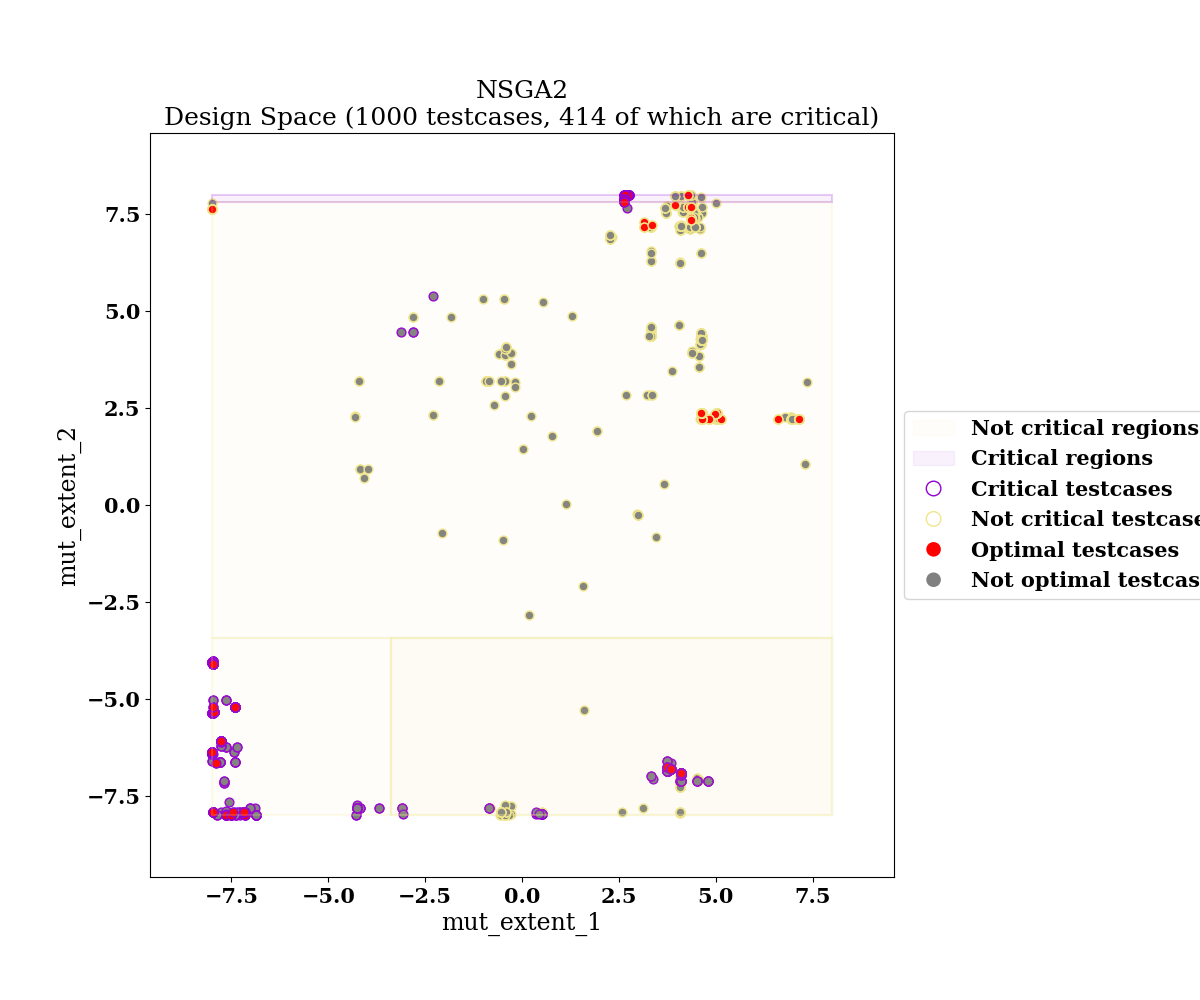 NSGA2
Design Space (1000 testcases, 414 of which are critical)
7.5
5.0
2.5
0.0
−2.5
−5.0
−7.5
mut_extent_2
−7.5 −5.0 −2.5 0.0 2.5 5.0 7.5
mut_extent_1
Not critical regions
Critical regions
Critical testcases
Not critical testcase
Optimal testcases
Not optimal testcas